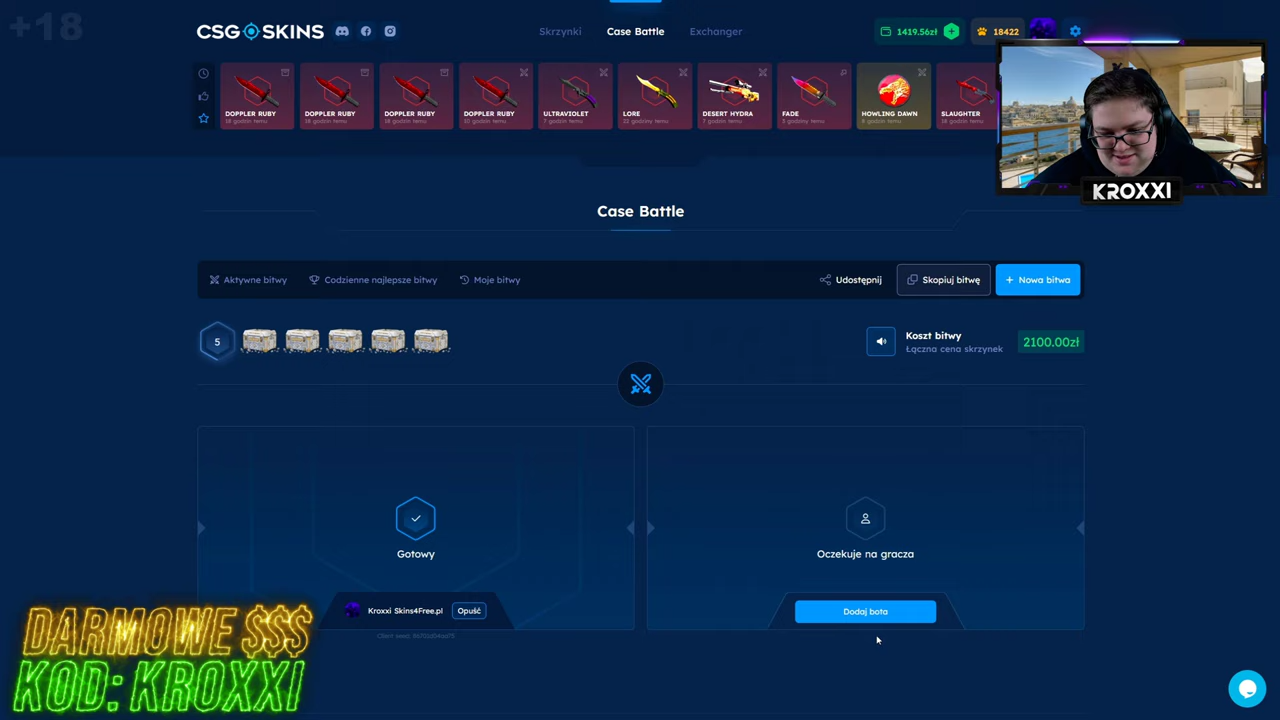 +18
CSG SKINS
Skrzynki
Case Battle
Exchanger
1419.56zł
18422
DOPPLER RUBY
DOPPLER RUBY
DOPPLER RUBY
DOPPLER RUBY
ULTRAVIOLET
LORE
DESERT HYDRA
FADE
HOWLING DAWN
SLAUGHTER
KROXXI
Case Battle
Aktywne bitwy
Codzienne najlepsze bitwy
Moje bitwy
Udostępnij
Skopiuj bitwę
+ Nowa bitwa
5
Koszt bitwy
Łączna cena skrzynek
2100.00zł
Gotowy
Oczekuje na gracza
Kroxxi Skins4Free.pl
Opuść
Dodaj bota
DARMOWE $$$
KOD: KROXXI